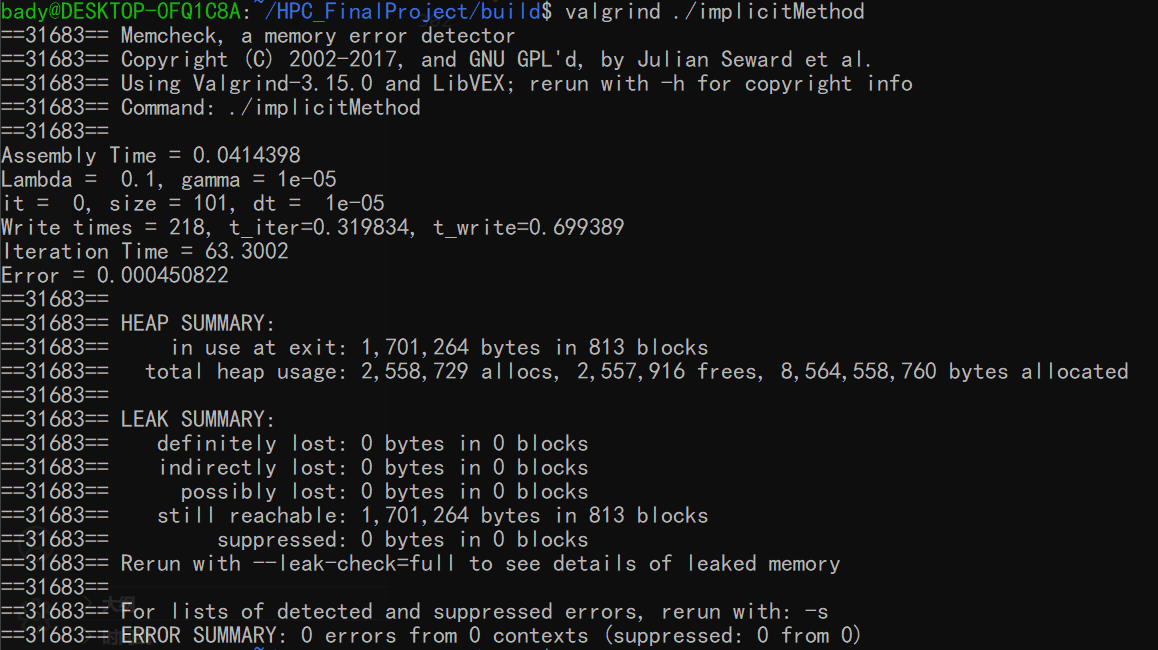 bady@DESKTOP-OFQ1C8A:~/HPC_FinalProject/build$ valgrind ./implicitMethod
==31683== Memcheck, a memory error detector
==31683== Copyright (C) 2002-2017, and GNU GPL'd, by Julian Seward et al.
==31683== Using Valgrind-3.15.0 and LibVEX; rerun with -h for copyright info
==31683== Command: ./implicitMethod
==31683==
Assembly Time = 0.0414398
Lambda =  0.1, gamma = 1e-05
it =  0, size = 101, dt =  1e-05
Write times = 218, t_iter=0.319834, t_write=0.699389
Iteration Time = 63.3002
Error = 0.000450822
==31683==
==31683== HEAP SUMMARY:
==31683==     in use at exit: 1,701,264 bytes in 813 blocks
==31683==   total heap usage: 2,558,729 allocs, 2,557,916 frees, 8,564,558,760 bytes allocated
==31683==
==31683== LEAK SUMMARY:
==31683==    definitely lost: 0 bytes in 0 blocks
==31683==    indirectly lost: 0 bytes in 0 blocks
==31683==      possibly lost: 0 bytes in 0 blocks
==31683==    still reachable: 1,701,264 bytes in 813 blocks
==31683==         suppressed: 0 bytes in 0 blocks
==31683== Rerun with --leak-check=full to see details of leaked memory
==31683==
==31683== For lists of detected and suppressed errors, rerun with: -s
==31683== ERROR SUMMARY: 0 errors from 0 contexts (suppressed: 0 from 0)